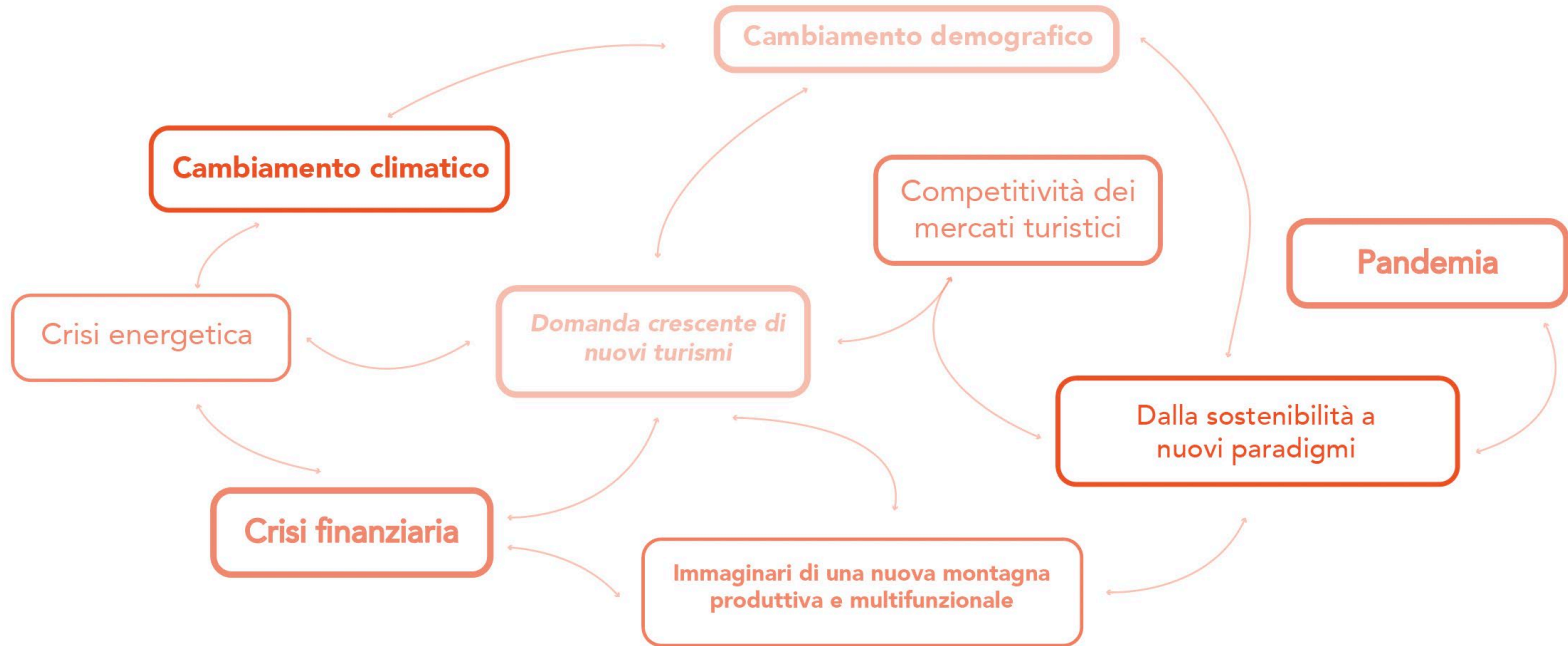 Cambiamento demografico
Cambiamento climatico
Competitività dei
mercati turistici
Pandemia
Crisi energetica
Domanda crescente di
nuovi turismi
Dalla sostenibilità a
nuovi paradigmi
Crisi finanziaria
Immaginari di una nuova montagna
produttiva e multifunzionale